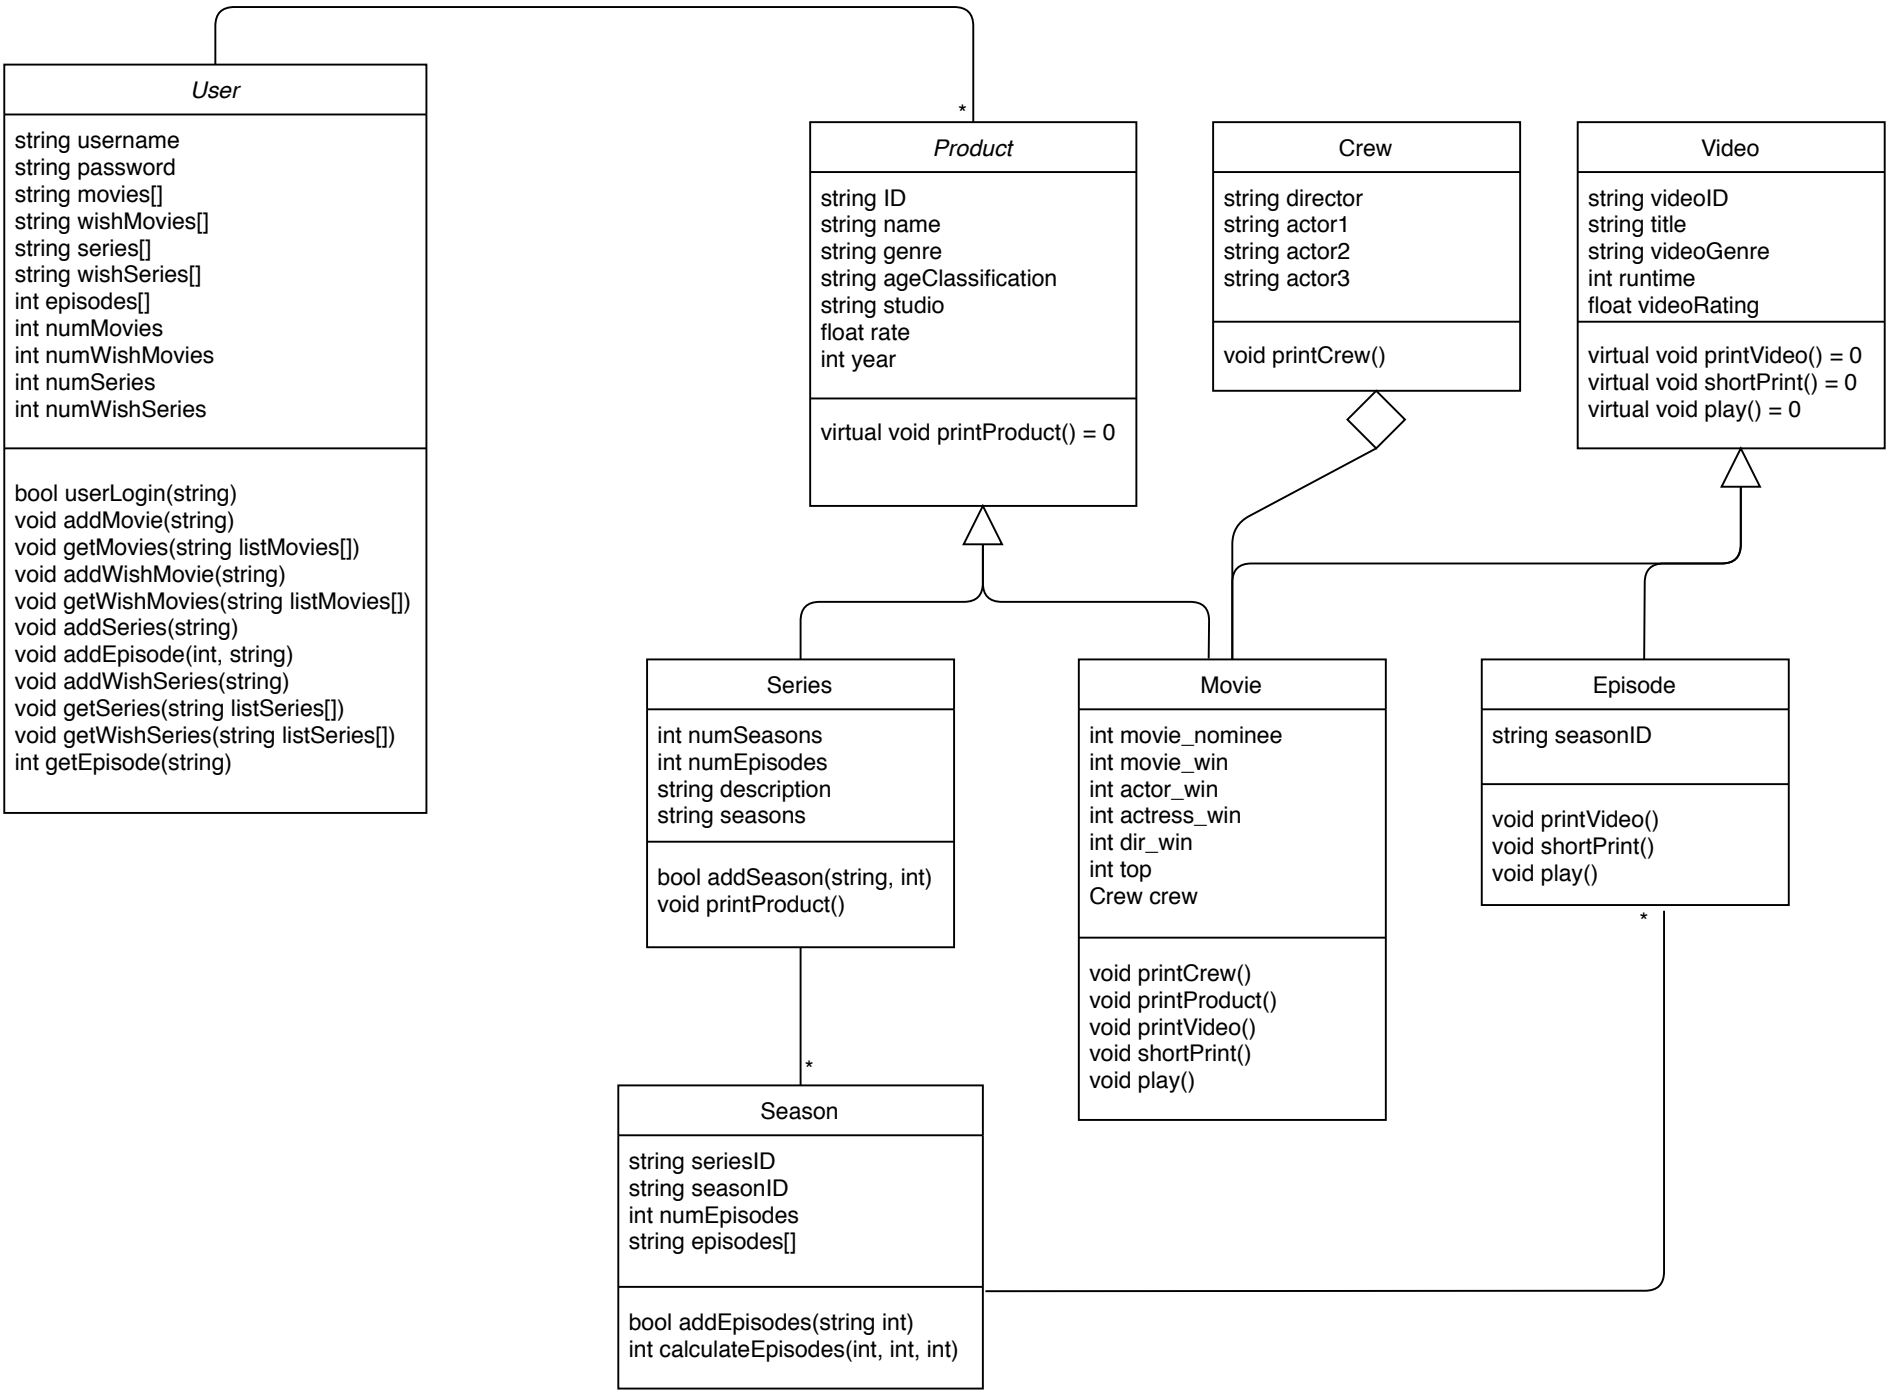 User
string username
string password
string movies[]
string wishMovies[]
string series[]
string wishSeries[]
int episodes[]
int numMovies
int numWishMovies
int numSeries
int numWishSeries
bool userLogin(string)
void addMovie(string)
void getMovies(string listMovies[])
void addWishMovie(string)
void getWishMovies(string listMovies[])
void addSeries(string)
void addEpisode(int, string)
void addWishSeries(string)
void getSeries(string listSeries[])
void getWishSeries(string listSeries[])
int getEpisode(string)
*
Product
string ID
string name
string genre
string ageClassification
string studio
float rate
int year
virtual void printProduct() = 0
Crew
string director
string actor1
string actor2
string actor3
void printCrew()
Video
string videoID
string title
string videoGenre
int runtime
float videoRating
virtual void printVideo() = 0
virtual void shortPrint() = 0
virtual void play() = 0
Series
int numSeasons
int numEpisodes
string description
string seasons
bool addSeason(string, int)
void printProduct()
Movie
int movie_nominee
int movie_win
int actor_win
int actress_win
int dir_win
int top
Crew crew
void printCrew()
void printProduct()
void printVideo()
void shortPrint()
void play()
Episode
string seasonID
void printVideo()
void shortPrint()
void play()
*
*
Season
string seriesID
string seasonID
int numEpisodes
string episodes[]
bool addEpisodes(string int)
int calculateEpisodes(int, int, int)